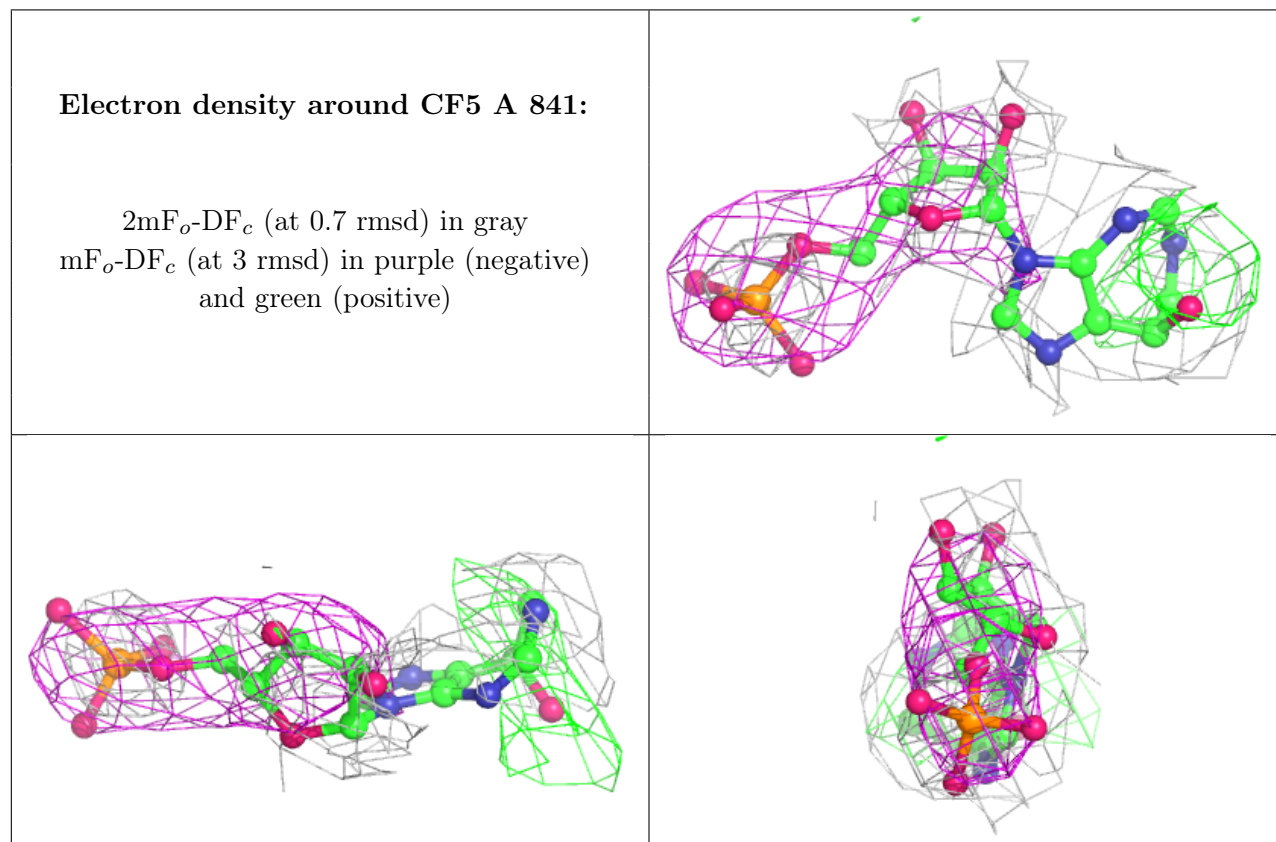 Electron density around CF5 A 841:
2mFₒ-DF𝒸 (at 0.7 rmsd) in gray
mFₒ-DF𝒸 (at 3 rmsd) in purple (negative)
and green (positive)